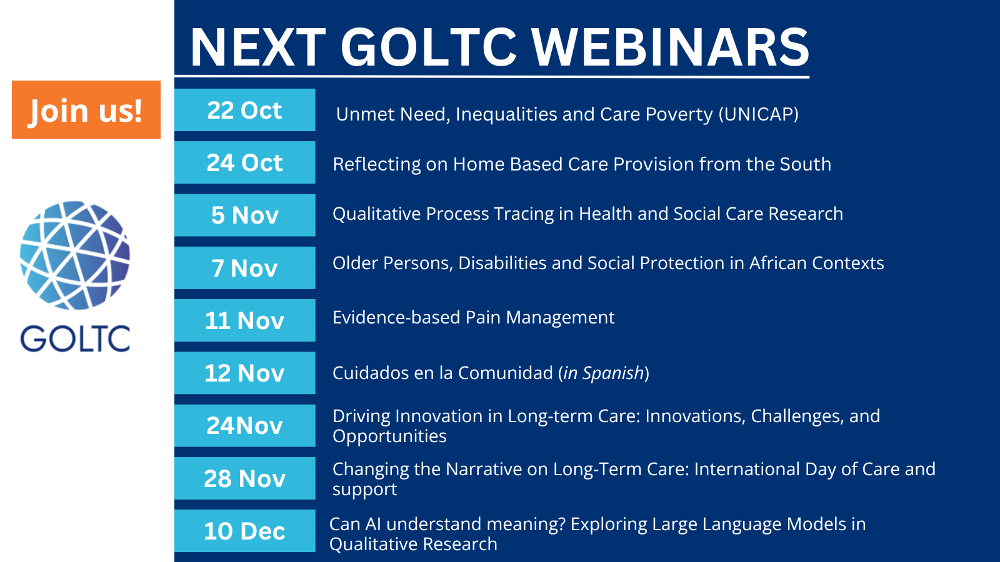 NEXT GOLTC WEBINARS
Join us!
22 Oct
Unmet Need, Inequalities and Care Poverty (UNICAP)
24 Oct
Reflecting on Home Based Care Provision from the South
5 Nov
Qualitative Process Tracing in Health and Social Care Research
7 Nov
Older Persons, Disabilities and Social Protection in African Contexts
11 Nov
Evidence-based Pain Management
12 Nov
Cuidados en la Comunidad (in Spanish)
24Nov
Driving Innovation in Long-term Care: Innovations, Challenges, and
Opportunities
28 Nov
Changing the Narrative on Long-Term Care: International Day of Care and
support
10 Dec
Can AI understand meaning? Exploring Large Language Models in
Qualitative Research
GOLTC